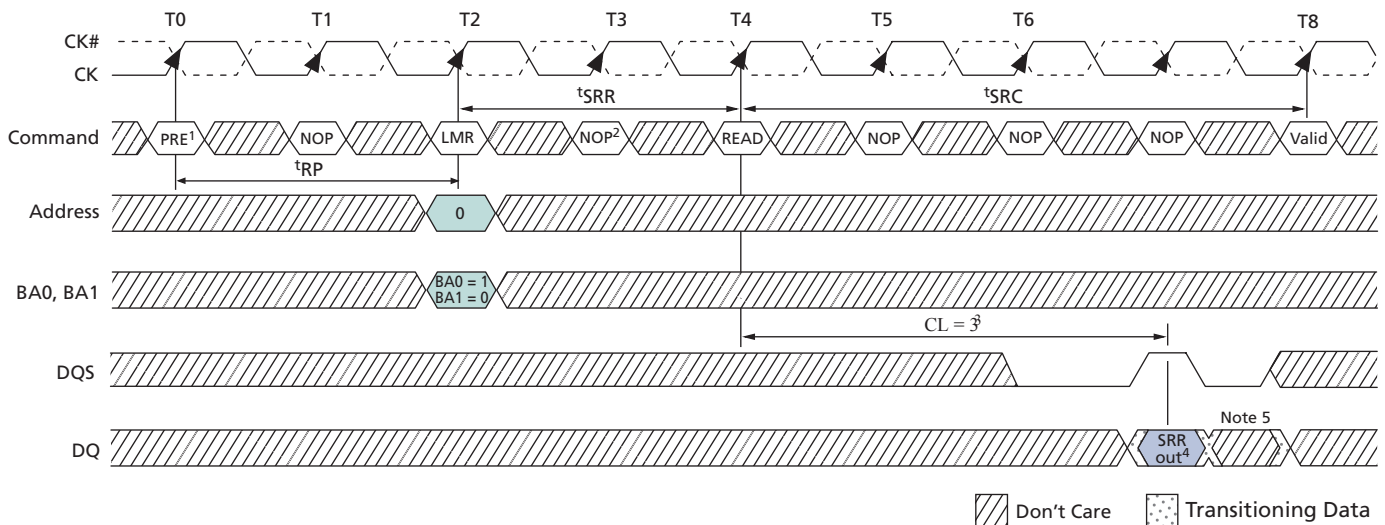 T0 T1 T2 T3 T4 T5 T6 T8
CK#
CK
tSRR tSRC
Command PRE1 NOP LMR NOP2 READ NOP NOP NOP Valid
tRP
Address 0
BA0, BA1 BA0 = 1
BA1 = 0
CL = 33
DQS
Note 5
DQ SRR
out4
Don't Care Transitioning Data